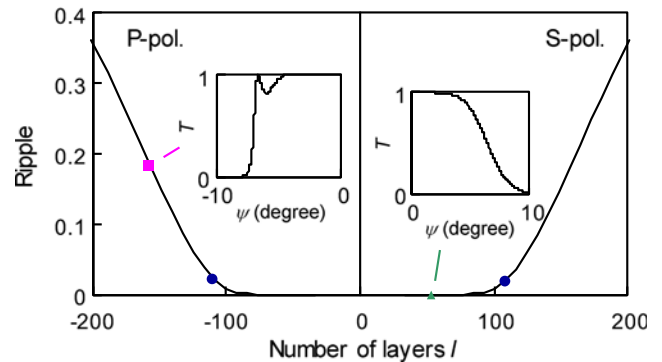 0.4
P-pol.
S-pol.
0.3
1
T
0
-10
0
ψ (degree)
1
T
0
0
10
ψ (degree)
Ripple
0.2
0.1
0
-200
-100
0
100
200
Number of layers l